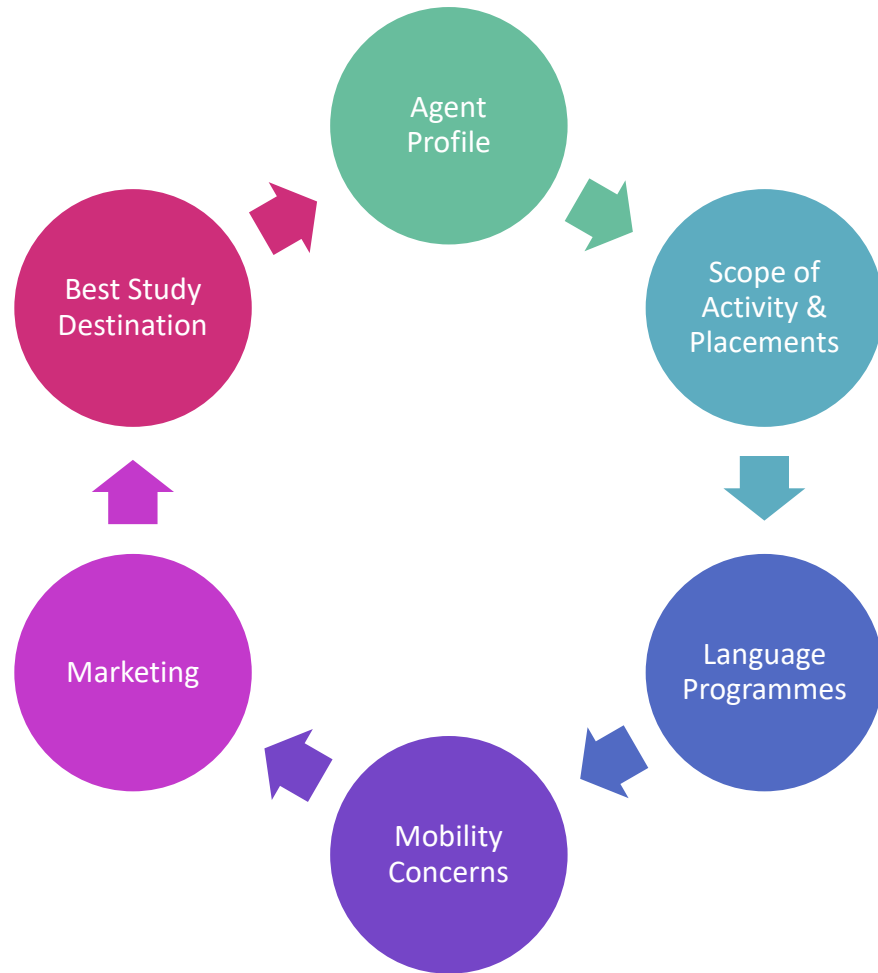 Agent
Profile
Scope of
Activity &
Placements
Language
Programmes
Mobility
Concerns
Marketing
Best Study
Destination